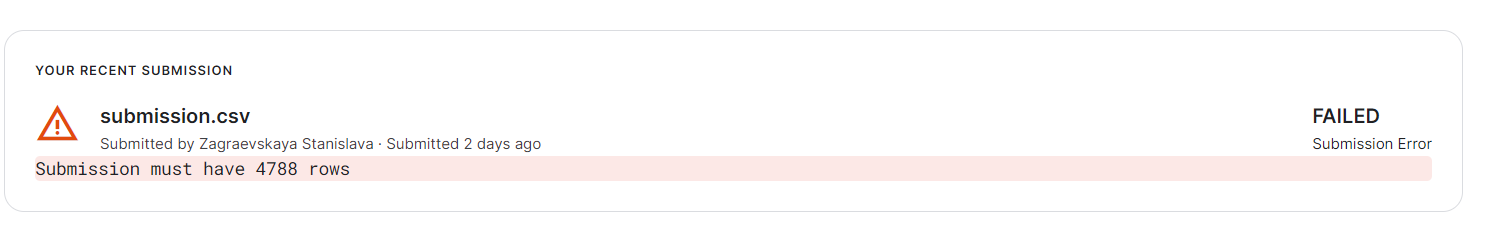 YOUR RECENT SUBMISSION
submission.csv
FAILED
Submitted by Zagraevskaya Stanislava · Submitted 2 days ago
Submission Error
Submission must have 4788 rows